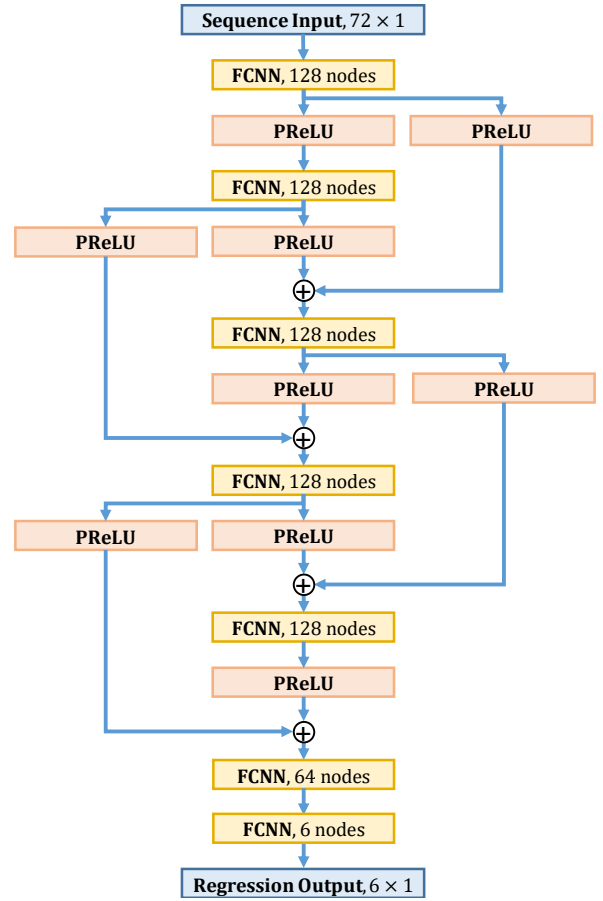 Sequence Input, 72 × 1
FCNN, 128 nodes
PReLU
PReLU
FCNN, 128 nodes
PReLU
PReLU
+
FCNN, 128 nodes
PReLU
PReLU
+
FCNN, 128 nodes
PReLU
PReLU
+
FCNN, 128 nodes
PReLU
+
FCNN, 64 nodes
FCNN, 6 nodes
Regression Output, 6 × 1